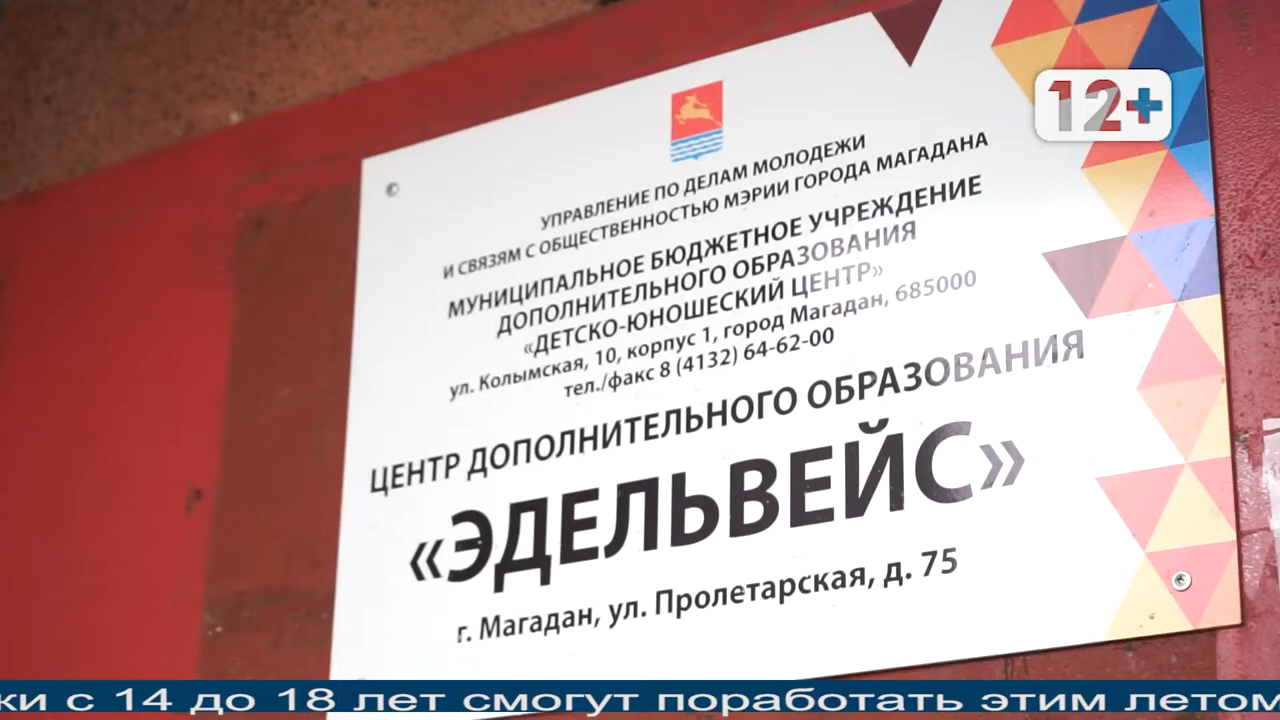 12+
УПРАВЛЕНИЕ ПО ДЕЛАМ МОЛОДЕЖИ
И СВЯЗЯМ С ОБЩЕСТВЕННОСТЬЮ МЭРИИ ГОРОДА МАГАДАНА
МУНИЦИПАЛЬНОЕ БЮДЖЕТНОЕ УЧРЕЖДЕНИЕ
ДОПОЛНИТЕЛЬНОГО ОБРАЗОВАНИЯ
«ДЕТСКО-ЮНОШЕСКИЙ ЦЕНТР»
ул. Колымская, 10, корпус 1, город Магадан, 685000
тел./факс 8 (4132) 64-62-00
ЦЕНТР ДОПОЛНИТЕЛЬНОГО ОБРАЗОВАНИЯ
«ЭДЕЛЬВЕЙС»
г. Магадан, ул. Пролетарская, д. 75
ки с 14 до 18 лет смогут поработать этим летом